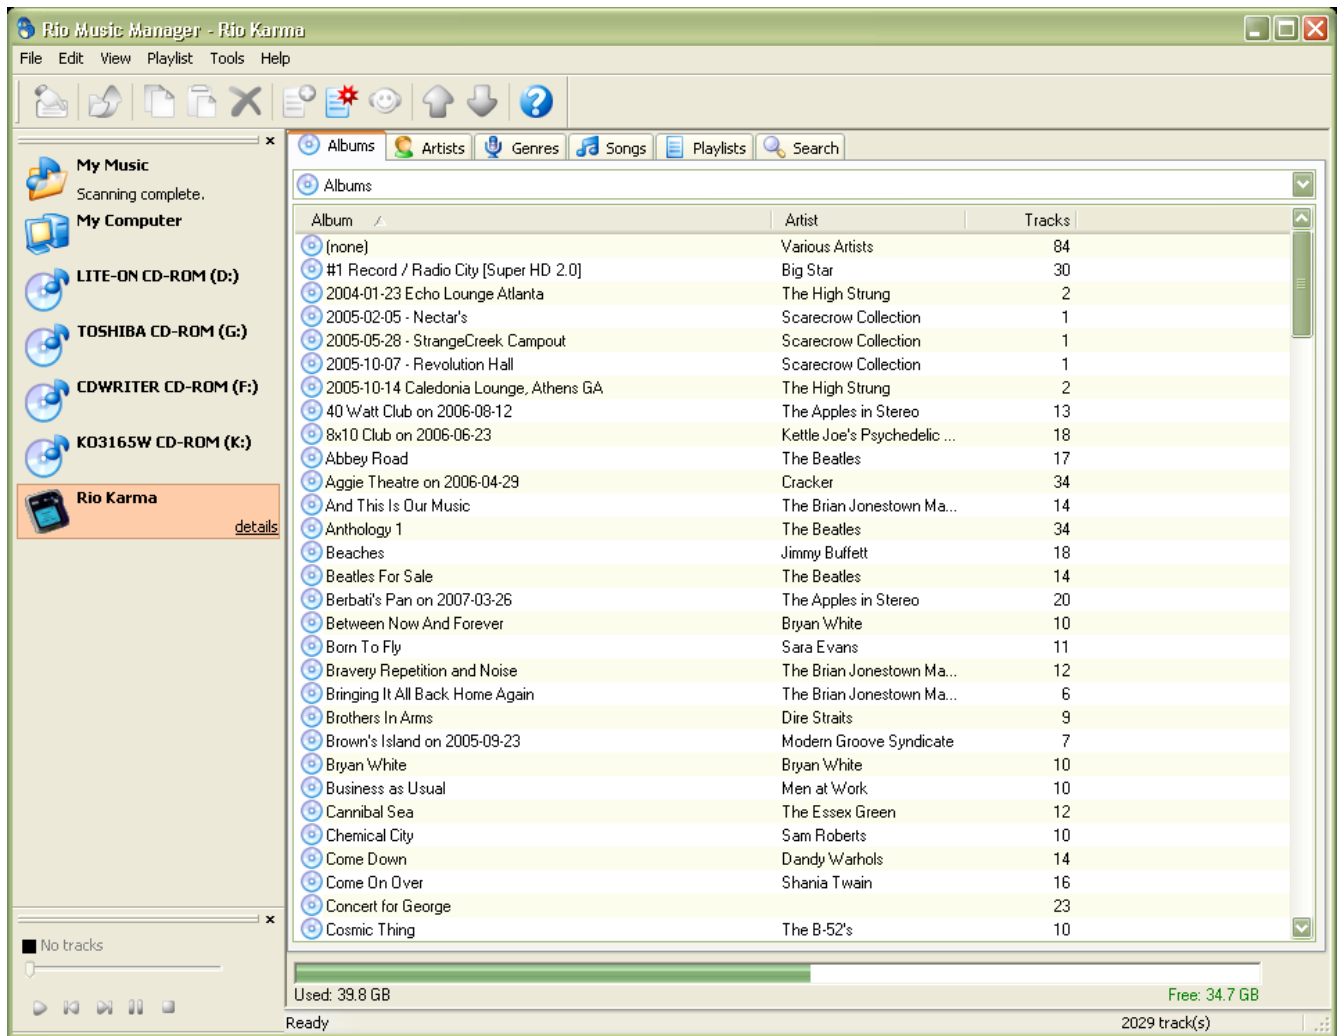 Rio Music Manager - Rio Karma
File Edit View Playlist Tools Help
My Music
Scanning complete.
My Computer
LITE-ON CD-ROM (D:)
TOSHIBA CD-ROM (G:)
CDWRITER CD-ROM (F:)
KO3165W CD-ROM (K:)
Rio Karma
details
Albums Artists Genres Songs Playlists Search
Albums
Album Artist Tracks
(none) Various Artists 84
#1 Record / Radio City [Super HD 2.0] Big Star 30
2004-01-23 Echo Lounge Atlanta The High Strung 2
2005-02-05 - Nectar's Scarecrow Collection 1
2005-05-28 - StrangeCreek Campout Scarecrow Collection 1
2005-10-07 - Revolution Hall Scarecrow Collection 1
2005-10-14 Caledonia Lounge, Athens GA The High Strung 2
40 Watt Club on 2006-08-12 The Apples in Stereo 13
8x10 Club on 2006-06-23 Kettle Joe's Psychedelic ... 18
Abbey Road The Beatles 17
Aggie Theatre on 2006-04-29 Cracker 34
And This Is Our Music The Brian Jonestown Ma... 14
Anthology 1 The Beatles 34
Beaches Jimmy Buffett 18
Beatles For Sale The Beatles 14
Berbati's Pan on 2007-03-26 The Apples in Stereo 20
Between Now And Forever Bryan White 10
Born To Fly Sara Evans 11
Bravery Repetition and Noise The Brian Jonestown Ma... 12
Bringing It All Back Home Again The Brian Jonestown Ma... 6
Brothers In Arms Dire Straits 9
Brown's Island on 2005-09-23 Modern Groove Syndicate 7
Bryan White Bryan White 10
Business as Usual Men at Work 10
Cannibal Sea The Essex Green 12
Chemical City Sam Roberts 10
Come Down Dandy Warhols 14
Come On Over Shania Twain 16
Concert for George 23
Cosmic Thing The B-52's 10
No tracks
Used: 39.8 GB Free: 34.7 GB
Ready 2029 track(s)